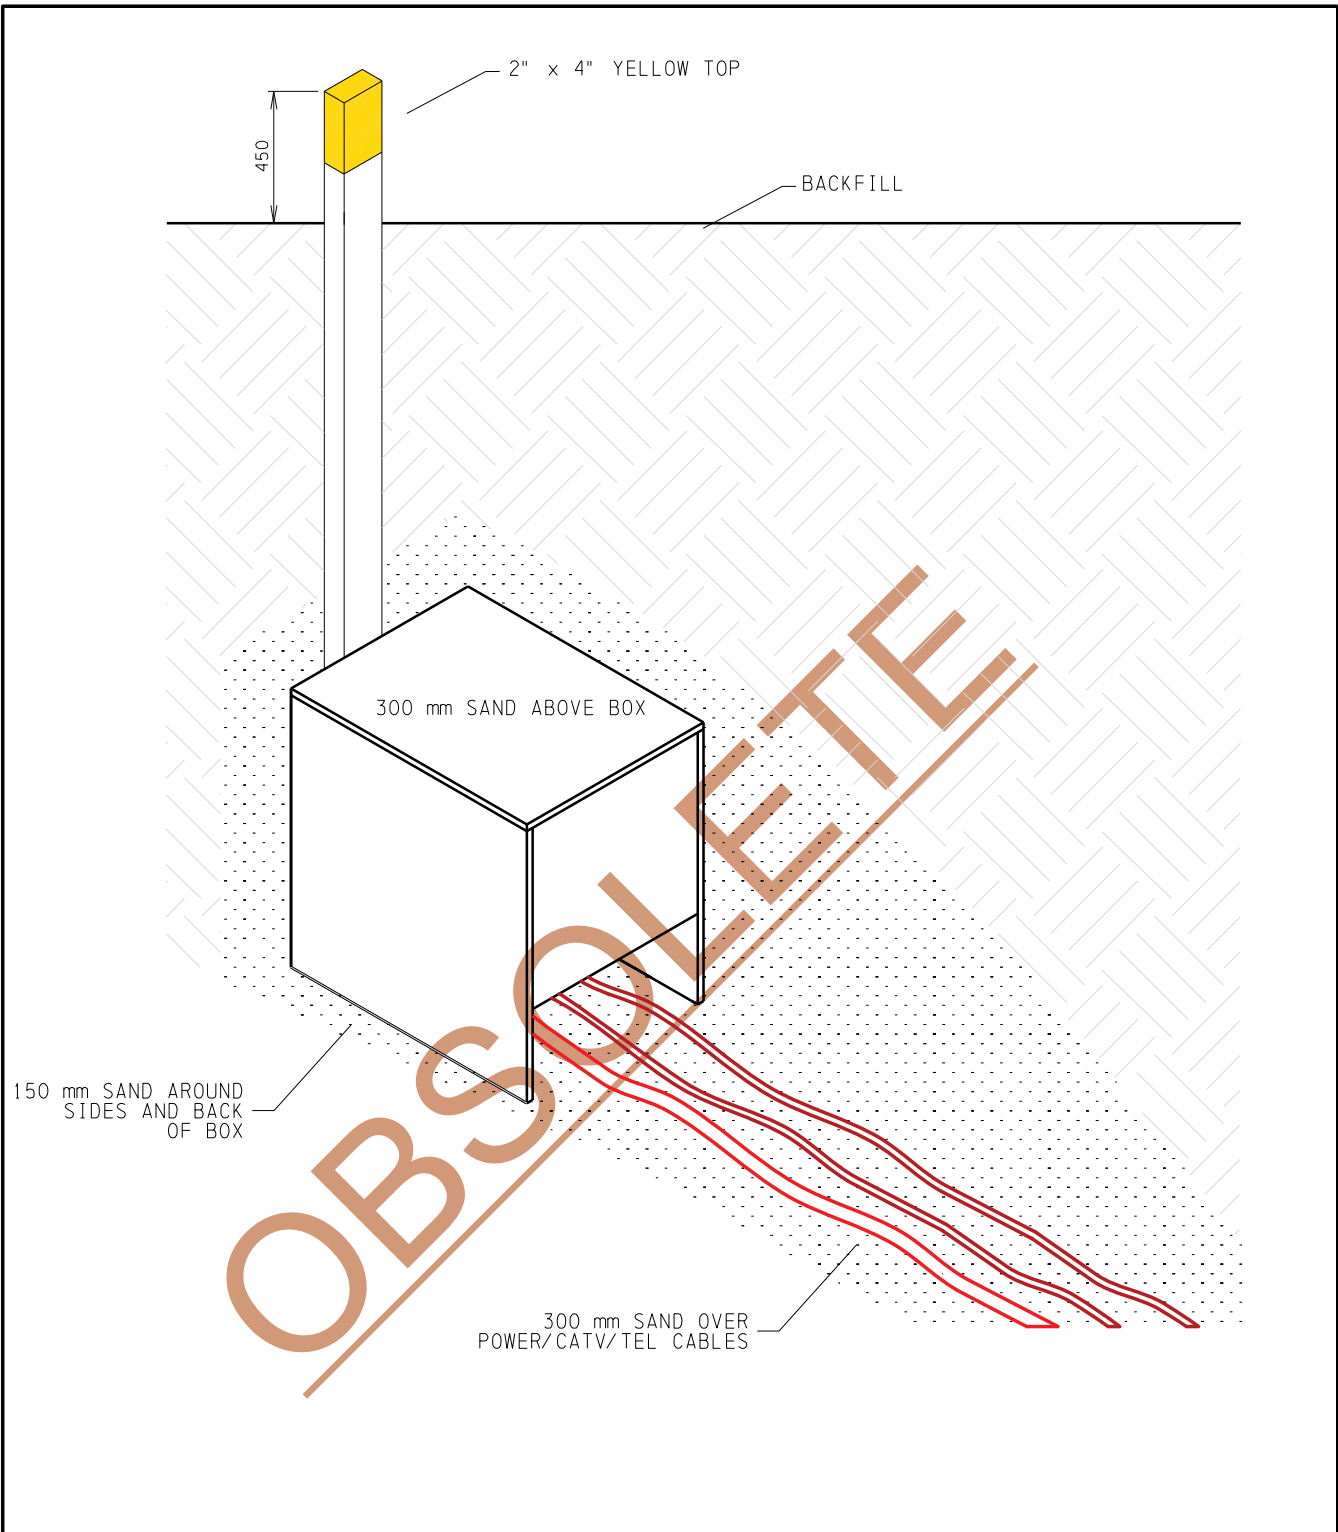 2" x 4" YELLOW TOP
450
BACKFILL
300 mm SAND ABOVE BOX
150 mm SAND AROUND
SIDES AND BACK
OF BOX
300 mm SAND OVER
POWER/CATV/TEL CABLES
OBSOLETE